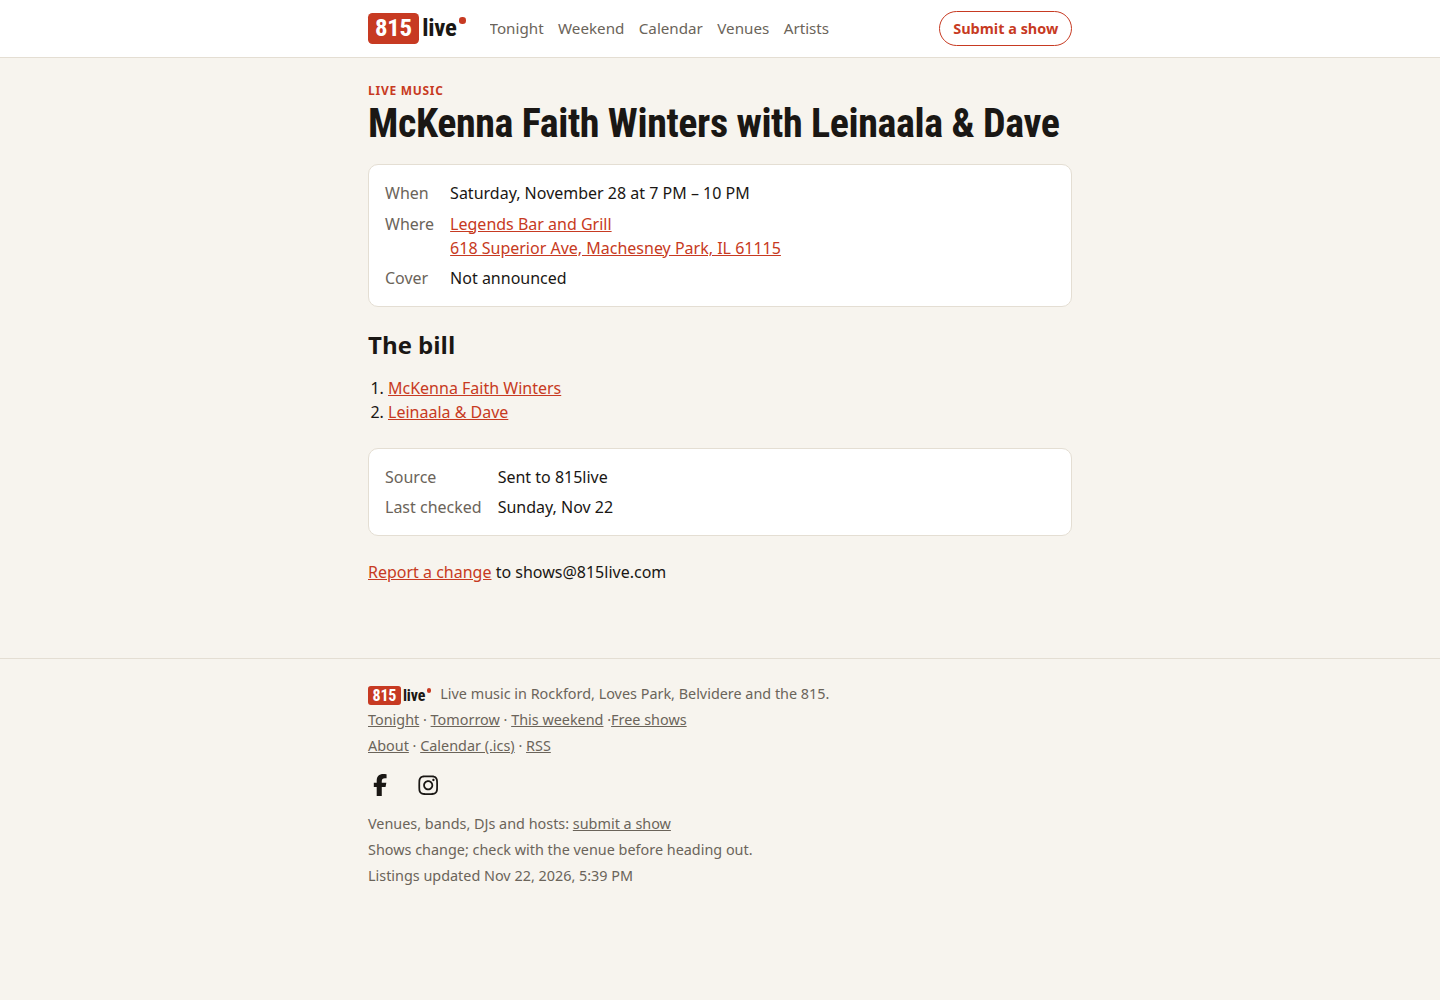 815 live
Tonight Weekend Calendar Venues Artists
Submit a show
LIVE MUSIC
McKenna Faith Winters with Leinaala & Dave
When Saturday, November 28 at 7 PM – 10 PM
Where Legends Bar and Grill
618 Superior Ave, Machesney Park, IL 61115
Cover Not announced
The bill
1. McKenna Faith Winters
2. Leinaala & Dave
Source Sent to 815live
Last checked Sunday, Nov 22
Report a change to shows@815live.com
815 live Live music in Rockford, Loves Park, Belvidere and the 815.
Tonight · Tomorrow · This weekend ·Free shows
About · Calendar (.ics) · RSS
Venues, bands, DJs and hosts: submit a show
Shows change; check with the venue before heading out.
Listings updated Nov 22, 2026, 5:39 PM